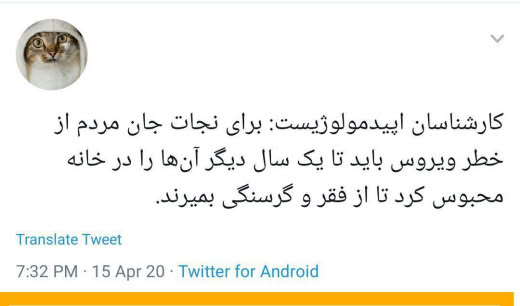 کارشناسان اپیدمولوژیست: برای نجات جان مردم از
خطر ویروس باید تا یک سال دیگر آن‌ها را در خانه
محبوس کرد تا از فقر و گرسنگی بمیرند.
Translate Tweet
7:32 PM · 15 Apr 20 · Twitter for Android